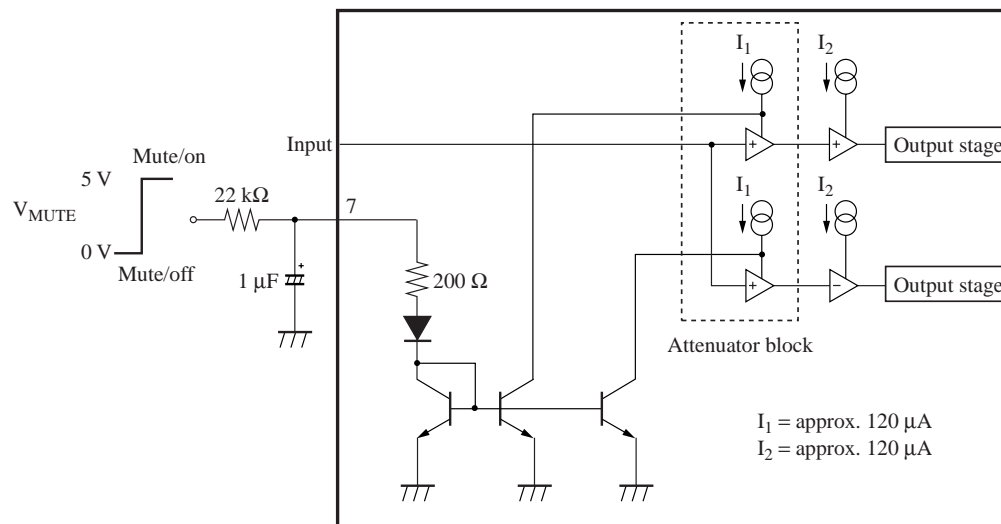 I1
I2
Input
+
+
Output stage
Mute/on
5 V
22 kΩ
7
I1
I2
VMUTE
0 V
Mute/off
+
1 µF
200 Ω
+
−
Output stage
Attenuator block
I1 = approx. 120 µA
I2 = approx. 120 µA